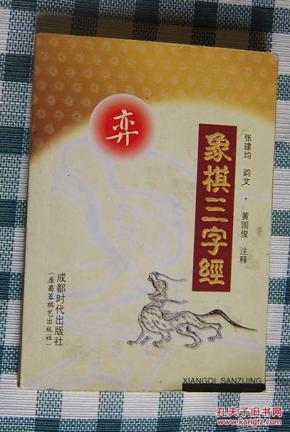 弈
象棋三字經
张建均 韵文·黄国俊 注释
成都时代出版社
(原蜀蓉棋艺出版社)
XIANGQI SANZIJING
孔夫子旧书网